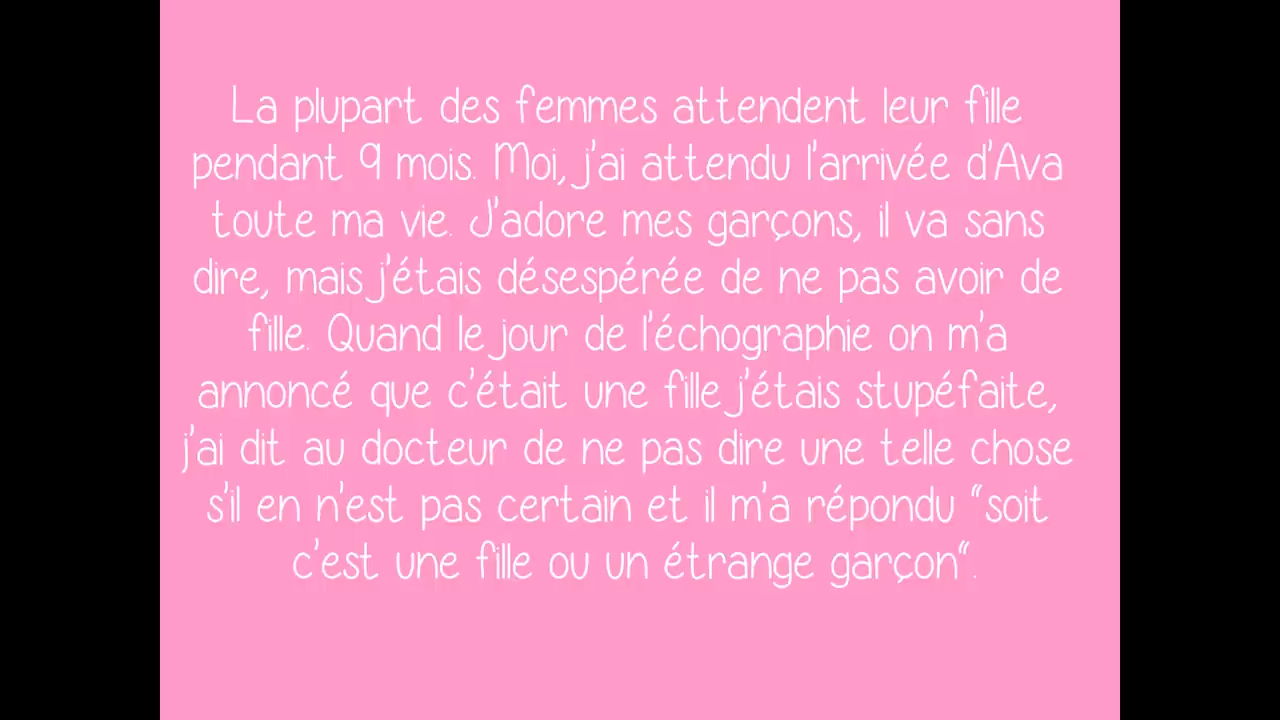 La plupart des femmes attendent leur fille
pendant 9 mois. Moi, j'ai attendu l'arrivée d'Ava
toute ma vie. J'adore mes garçons, il va sans
dire, mais j'étais désespérée de ne pas avoir de
fille. Quand le jour de l'échographie on m'a
annoncé que c'était une fille j'étais stupéfaite,
j'ai dit au docteur de ne pas dire une telle chose
s'il en n'est pas certain et il m'a répondu "soit
c'est une fille ou un étrange garçon".